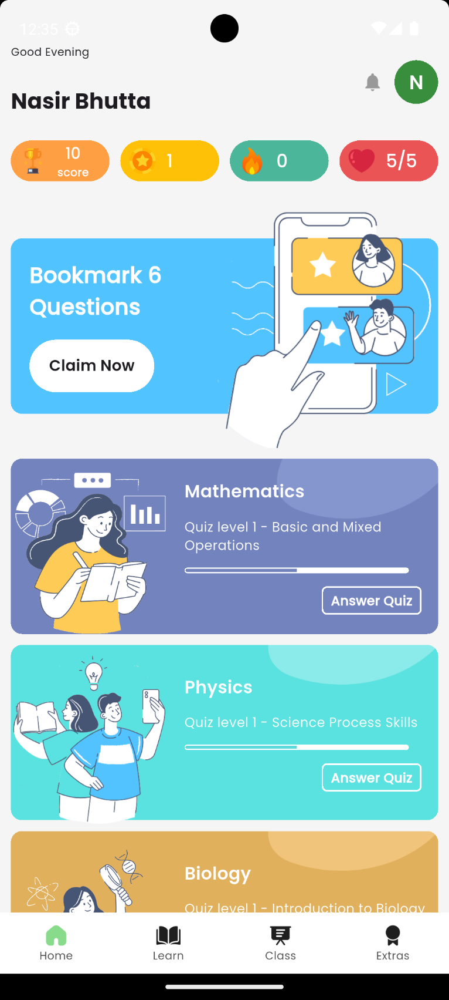 12:35
Good Evening
Nasir Bhutta
N
10
score
1
0
5/5
Bookmark 6
Questions
Claim Now
Mathematics
Quiz level 1 - Basic and Mixed
Operations
Answer Quiz
Physics
Quiz level 1 - Science Process Skills
Answer Quiz
Biology
Quiz level 1 - Introduction to Biology
Home
Learn
Class
Extras